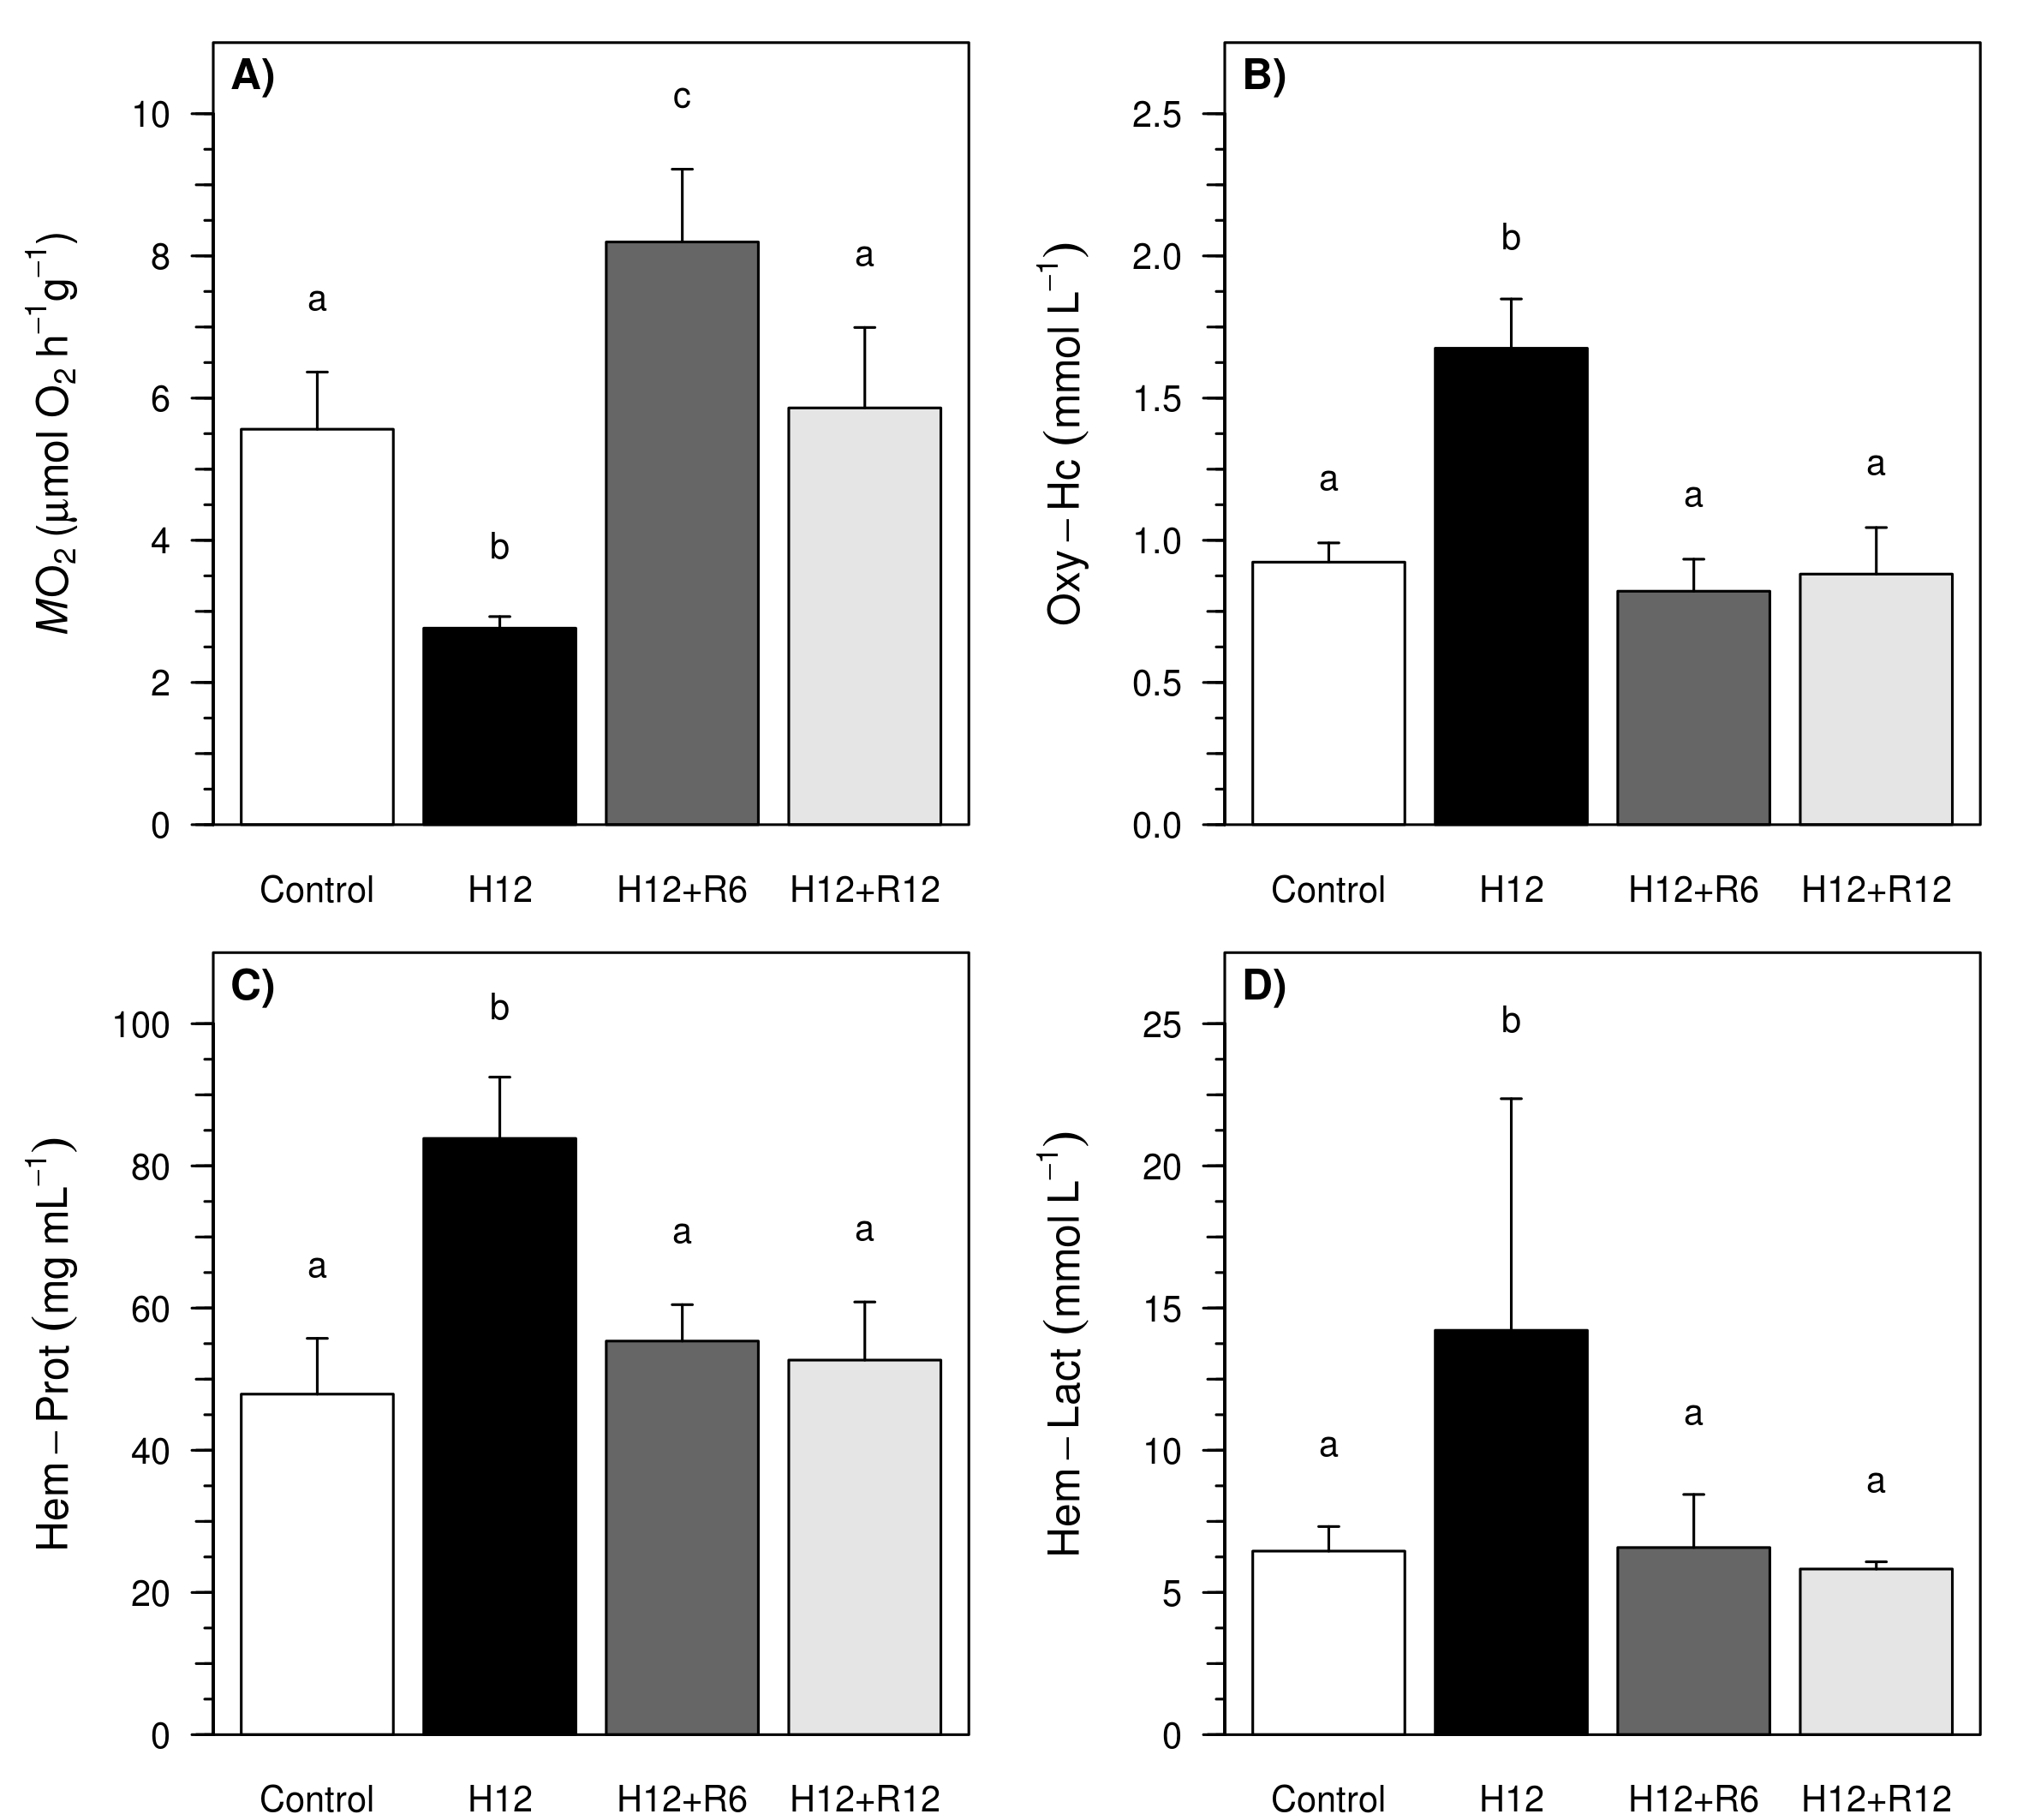 A)
MO₂ (μmol O₂ h⁻¹g⁻¹)
10
8
6
4
2
0
a
b
c
a
Control H12 H12+R6 H12+R12
B)
Oxy−Hc (mmol L⁻¹)
2.5
2.0
1.5
1.0
0.5
0.0
a
b
a
a
Control H12 H12+R6 H12+R12
C)
Hem−Prot (mg mL⁻¹)
100
80
60
40
20
0
a
b
a
a
Control H12 H12+R6 H12+R12
D)
Hem−Lact (mmol L⁻¹)
25
20
15
10
5
0
a
b
a
a
Control H12 H12+R6 H12+R12